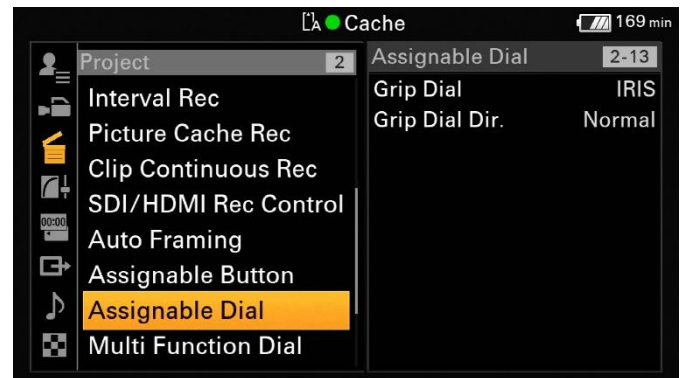 A Cache 169 min
Project 2
Interval Rec
Picture Cache Rec
Clip Continuous Rec
SDI/HDMI Rec Control
Auto Framing
Assignable Button
Assignable Dial
Multi Function Dial
00:00
Assignable Dial 2-13
Grip Dial IRIS
Grip Dial Dir. Normal